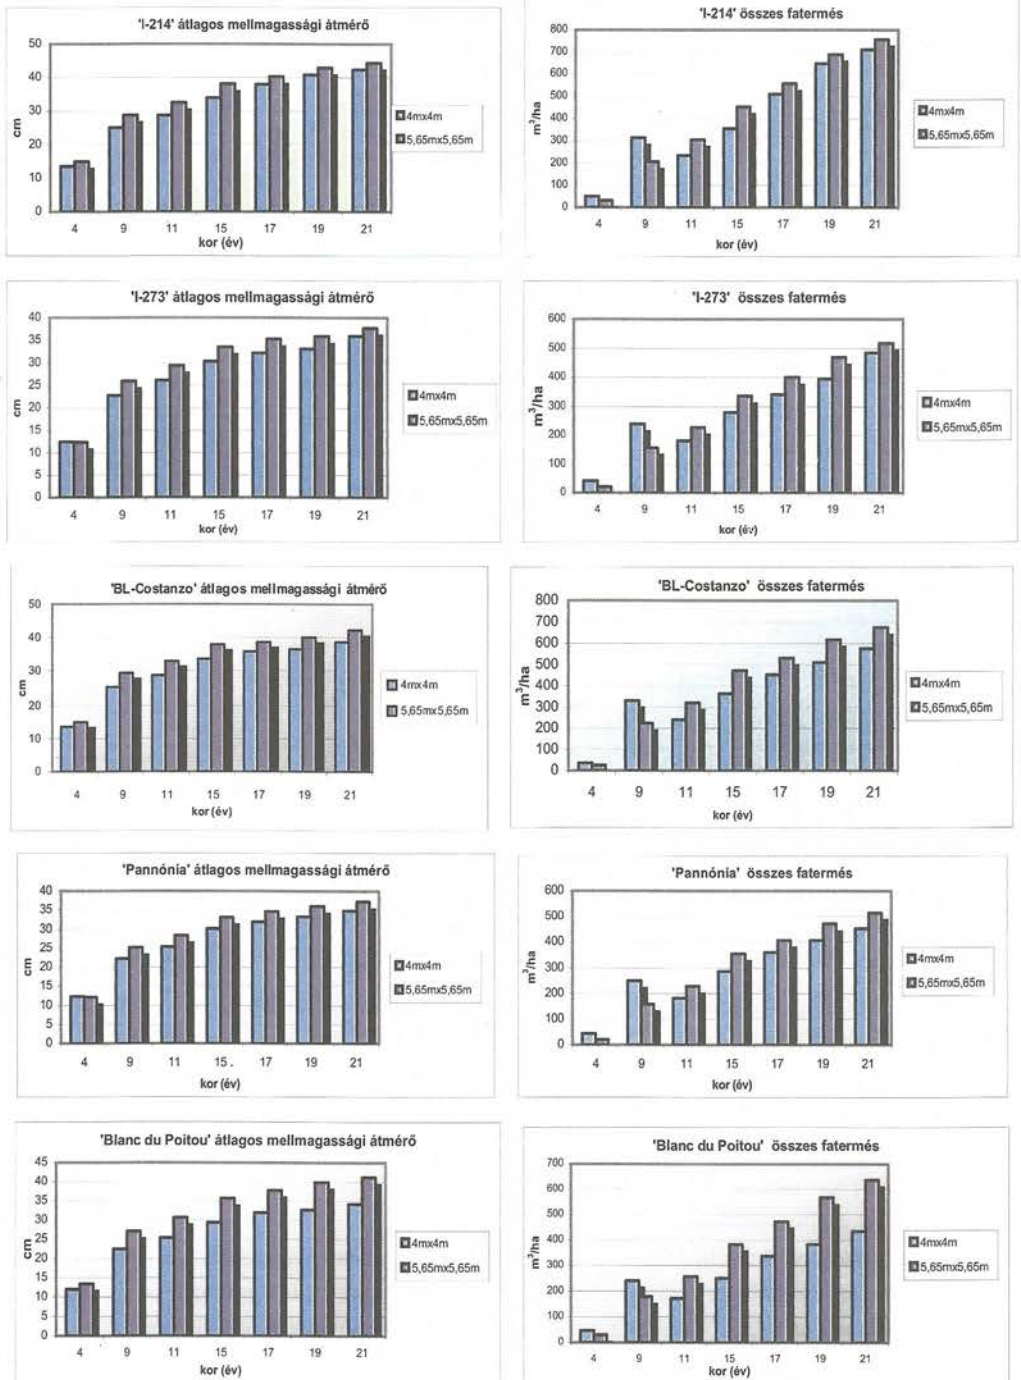 'I-214' átlagos mellmagassági átmérő
50
40
30
20
10
0
cm
4 9 11 15 17 19 21
kor (év)
4mx4m
5,65mx5,65m
'I-214' összes fatermés
800
700
600
500
400
300
200
100
0
m³/ha
4 9 11 15 17 19 21
kor (év)
4mx4m
5,65mx5,65m
'I-273' átlagos mellmagassági átmérő
40
35
30
25
20
15
10
5
0
cm
4 9 11 15 17 19 21
kor (év)
4mx4m
5,65mx5,65m
'I-273' összes fatermés
600
500
400
300
200
100
0
m³/ha
4 9 11 15 17 19 21
kor (év)
4mx4m
5,65mx5,65m
'BL-Costanzo' átlagos mellmagassági átmérő
50
40
30
20
10
0
cm
4 9 11 15 17 19 21
kor (év)
4mx4m
5,65mx5,65m
'BL-Costanzo' összes fatermés
800
700
600
500
400
300
200
100
0
m³/ha
4 9 11 15 17 19 21
kor (év)
4mx4m
5,65mx5,65m
'Pannónia' átlagos mellmagassági átmérő
40
35
30
25
20
15
10
5
0
cm
4 9 11 15 . 17 19 21
kor (év)
4mx4m
5,65mx5,65m
'Pannónia' összes fatermés
600
500
400
300
200
100
0
m³/ha
4 9 11 15 17 19 21
kor (év)
4mx4m
5,65mx5,65m
'Blanc du Poitou' átlagos mellmagassági átmérő
45
40
35
30
25
20
15
10
5
0
cm
4 9 11 15 17 19 21
kor (év)
4mx4m
5,65mx5,65m
'Blanc du Poitou' összes fatermés
700
600
500
400
300
200
100
0
m³/ha
4 9 11 15 17 19 21
kor (év)
4mx4m
5,65mx5,65m